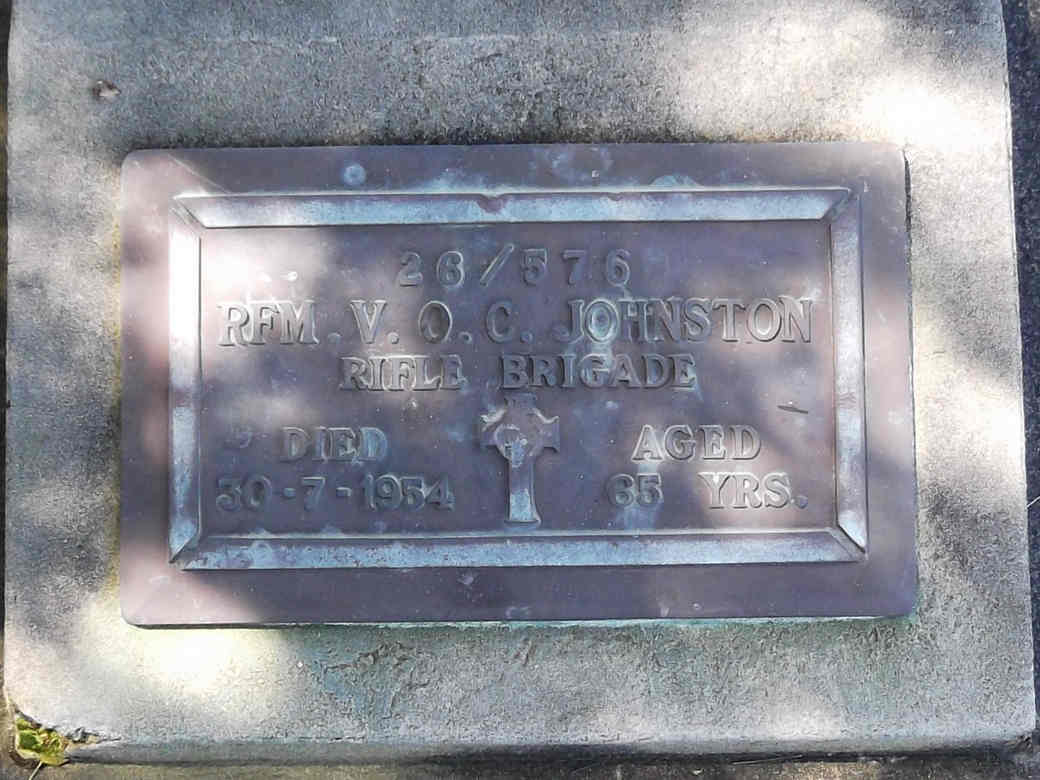 26/576
RFM. V. O. C. JOHNSTON
RIFLE BRIGADE
DIED
30-7-1954
AGED
65 YRS.